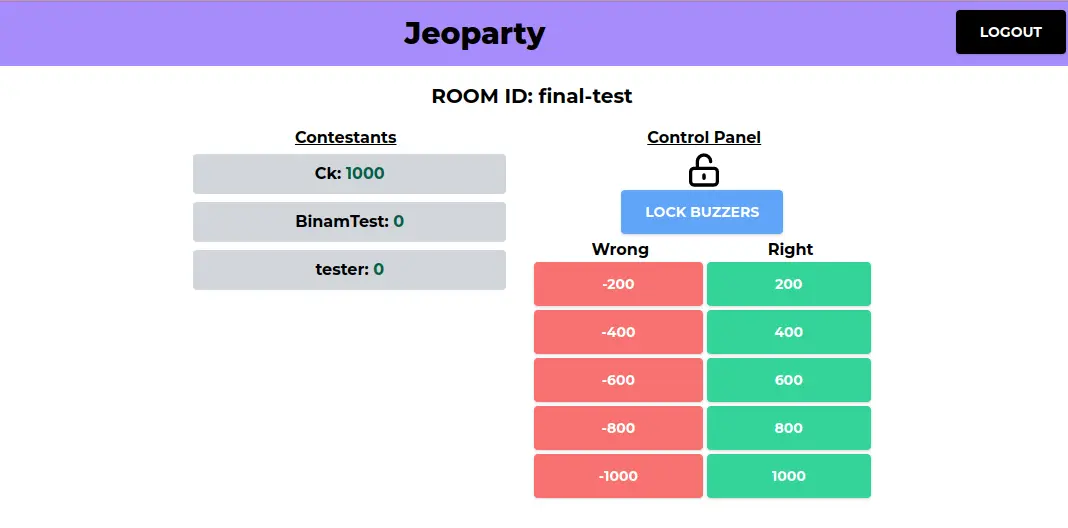 Jeoparty
LOGOUT
ROOM ID: final-test
Contestants
Ck: 1000
BinamTest: 0
tester: 0
Control Panel
LOCK BUZZERS
Wrong Right
-200 200
-400 400
-600 600
-800 800
-1000 1000